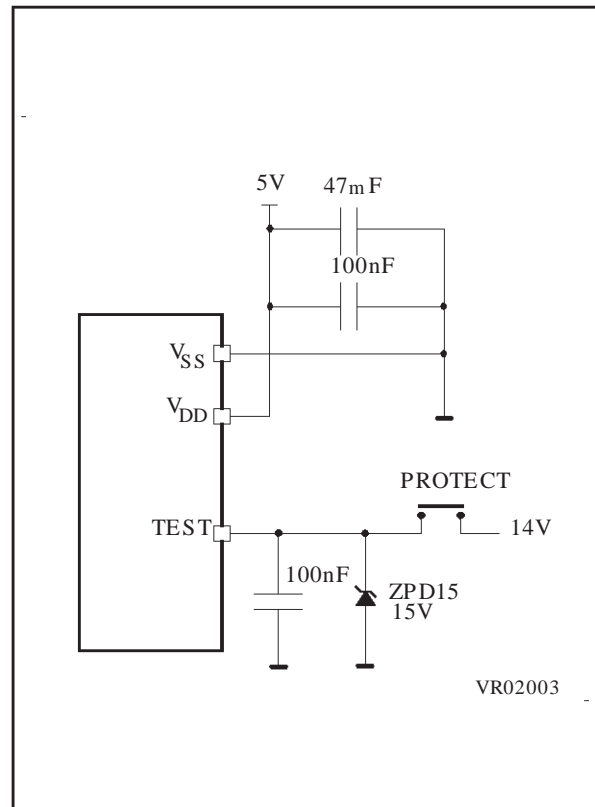 5V
47mF
100nF
VSS
VDD
PROTECT
TEST
14V
100nF
ZPD15
15V
VR02003